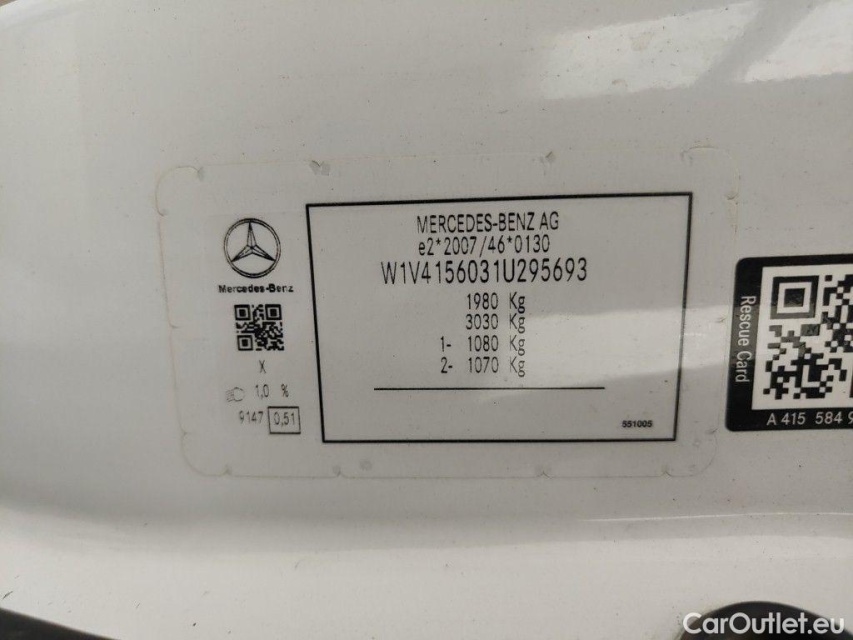 MERCEDES-BENZ AG
e2*2007/46*0130
W1V4156031U295693
1980 Kg
3030 Kg
1- 1080 Kg
2- 1070 Kg
551005
Mercedes-Benz
X
1,0 %
9147 0,51
Rescue Card
A 415 584 9
CarOutlet.eu